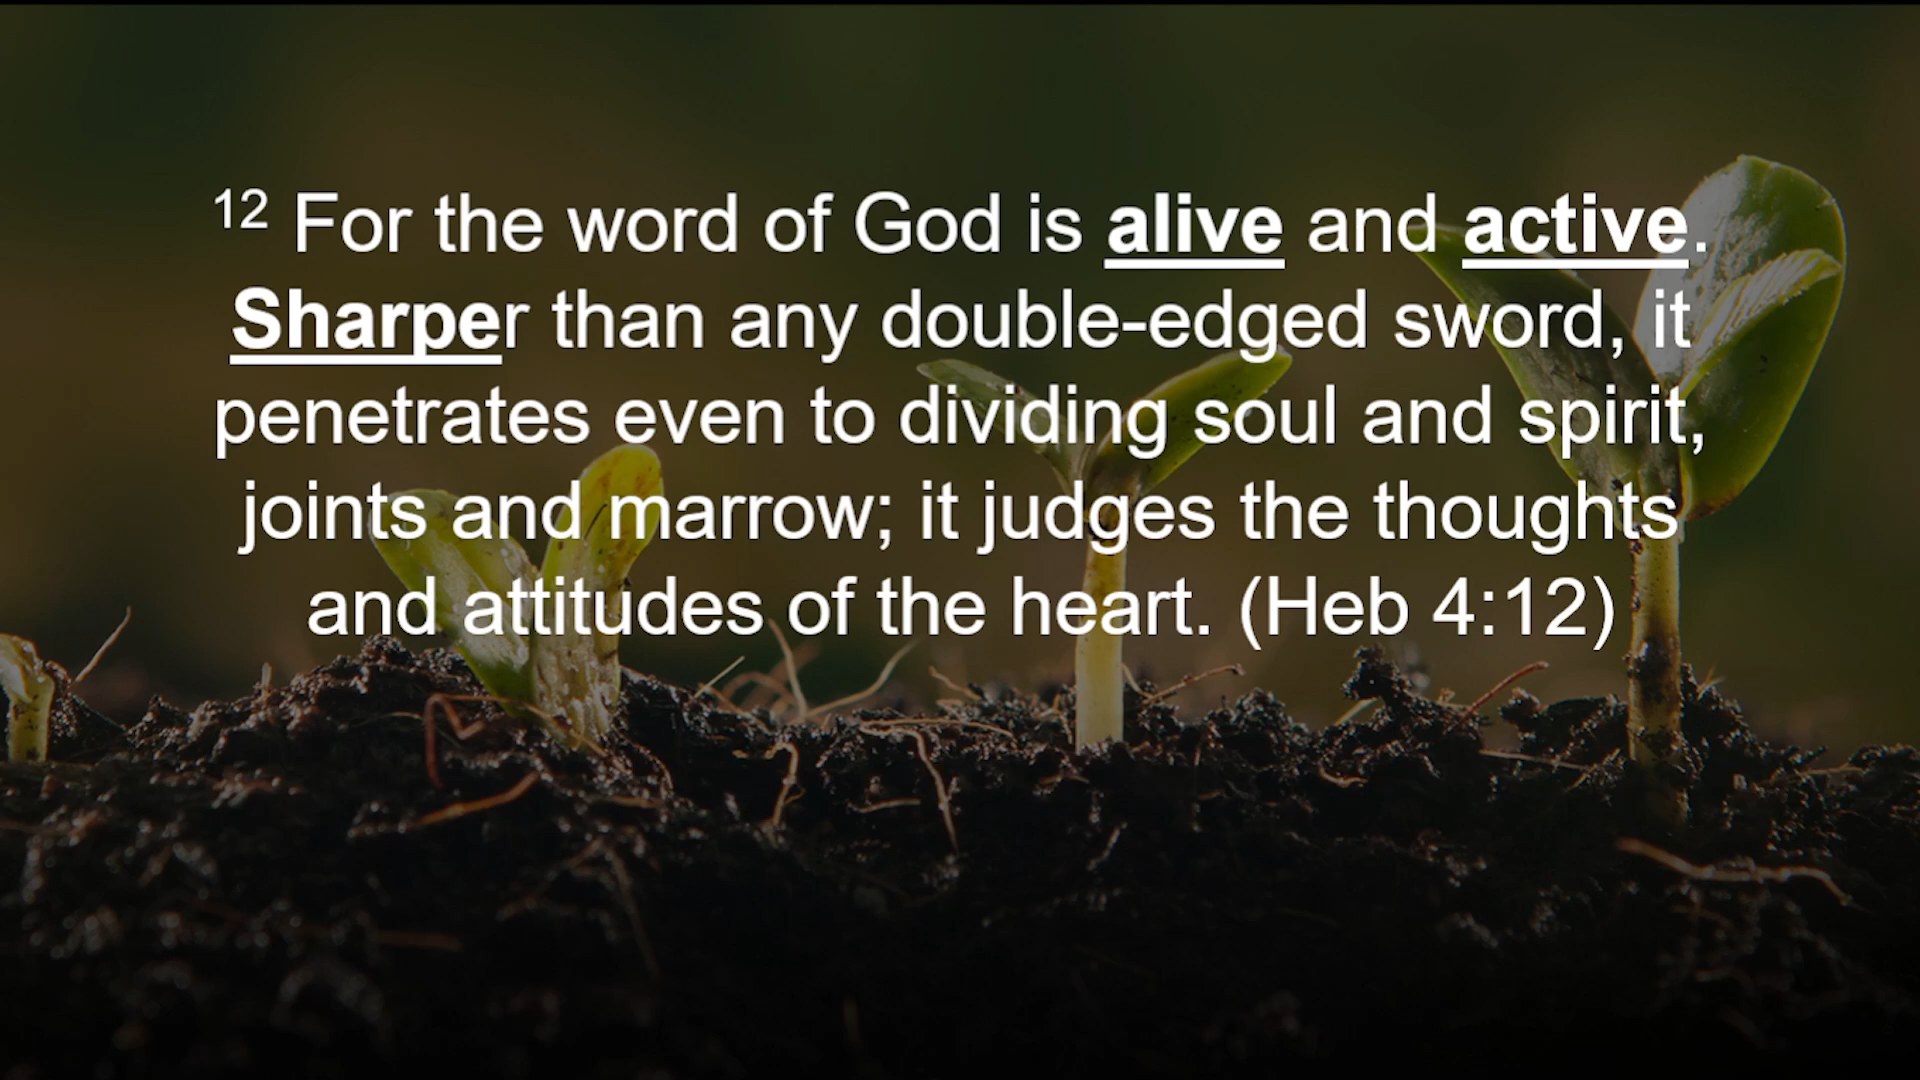 12 For the word of God is alive and active.
Sharper than any double-edged sword, it
penetrates even to dividing soul and spirit,
joints and marrow; it judges the thoughts
and attitudes of the heart. (Heb 4:12)